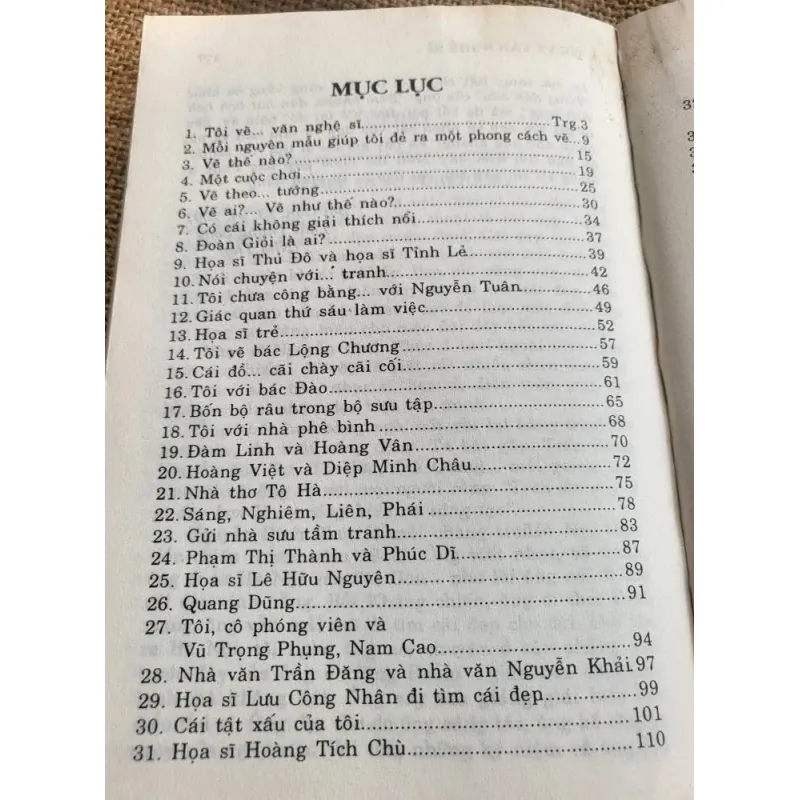 MỤC LỤC
1. Tôi vẽ... văn nghệ sĩ..........Trg.3
2. Mỗi nguyên mẫu giúp tôi đẻ ra một phong cách vẽ...9
3. Vẽ thế nào?..........15
4. Một cuộc chơi..........19
5. Vẽ theo... tướng..........25
6. Vẽ ai?... Vẽ như thế nào?..........30
7. Có cái không giải thích nổi..........34
8. Đoàn Giỏi là ai?..........37
9. Họa sĩ Thủ Đô và họa sĩ Tỉnh Lẻ..........39
10. Nói chuyện với... tranh..........42
11. Tôi chưa công bằng... với Nguyễn Tuân..........46
12. Giác quan thứ sáu làm việc..........49
13. Họa sĩ trẻ..........52
14. Tôi vẽ bác Lộng Chương..........57
15. Cái đồ... cãi chày cãi cối..........59
16. Tôi với bác Đào..........61
17. Bốn bộ râu trong bộ sưu tập..........65
18. Tôi với nhà phê bình..........68
19. Đàm Linh và Hoàng Vân..........70
20. Hoàng Việt và Diệp Minh Châu..........72
21. Nhà thơ Tô Hà..........75
22. Sáng, Nghiêm, Liên, Phái..........78
23. Gửi nhà sưu tầm tranh..........83
24. Phạm Thị Thành và Phúc Dĩ..........87
25. Họa sĩ Lê Hữu Nguyên..........89
26. Quang Dũng..........91
27. Tôi, cô phóng viên và
Vũ Trọng Phụng, Nam Cao..........94
28. Nhà văn Trần Đăng và nhà văn Nguyễn Khải.97
29. Họa sĩ Lưu Công Nhân đi tìm cái đẹp..........99
30. Cái tật xấu của tôi..........101
31. Họa sĩ Hoàng Tích Chù..........110